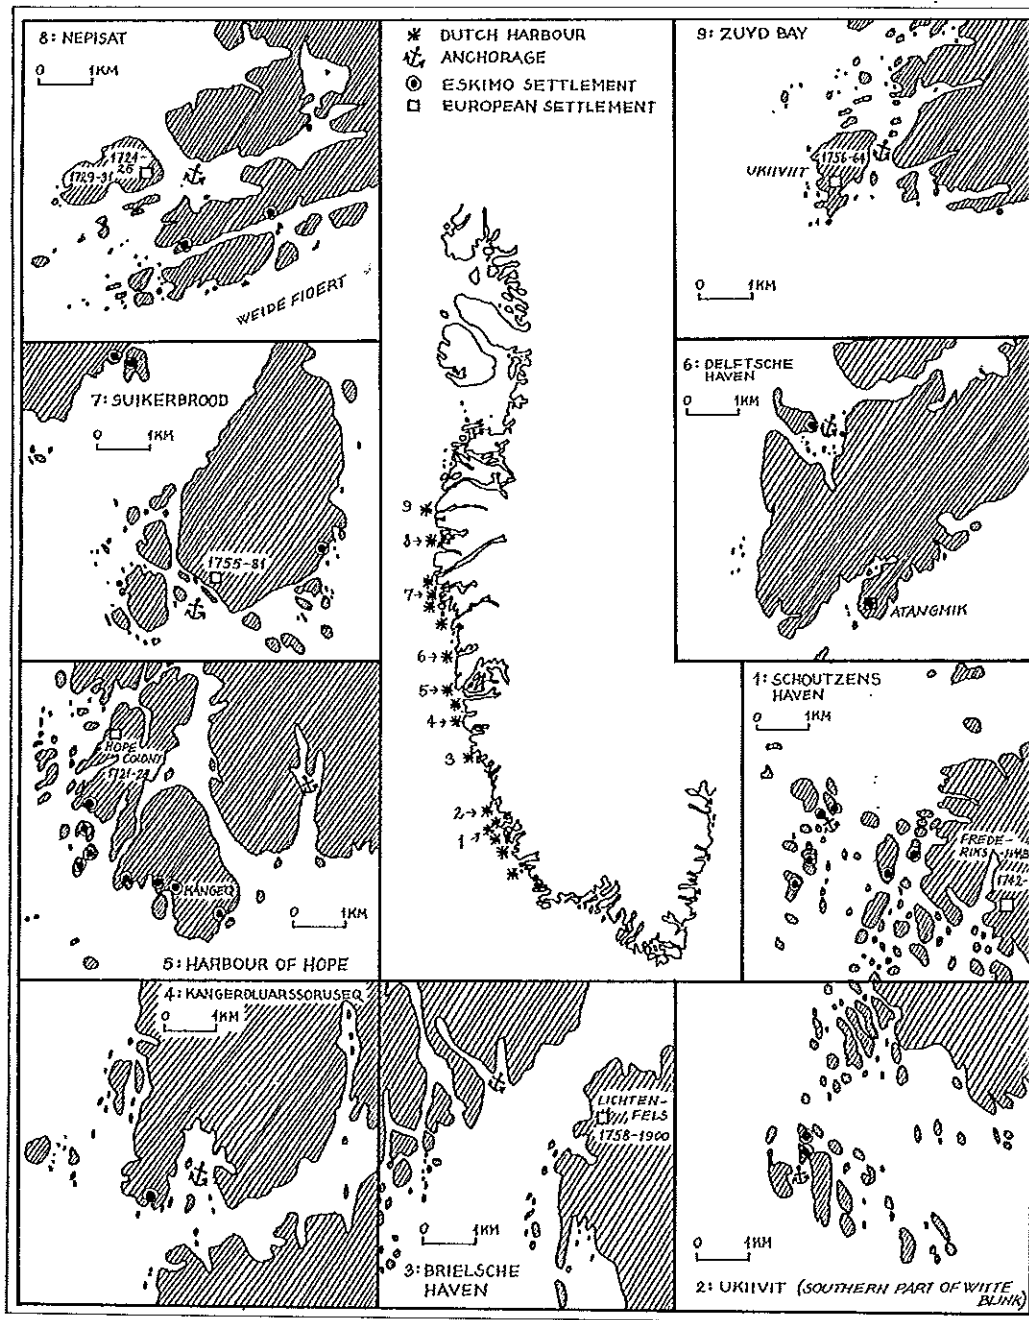 8: NEPISAT
0 1KM
1724-
26
1729-31
WEIDE FIOERT
DUTCH HARBOUR
ANCHORAGE
ESKIMO SETTLEMENT
EUROPEAN SETTLEMENT
9: ZUYD BAY
1756-64
UKIIVIIT
0 1KM
7: SUIKERBROOD
0 1KM
1755-81
6: DELFTSCHE
HAVEN
0 1KM
ATANGMIK
9
8→
7→
6→
5→
4→
3
2→
1→
HOPE
COLONY
1721-28
KANGEQ
0 1KM
5: HARBOUR OF HOPE
1: SCHOUTZENS
HAVEN
0 1KM
FREDE-
RIKS-
1742-
4: KANGERDLUARSSORUSEQ
0 1KM
LICHTEN-
FELS
1758-1900
0 1KM
3: BRIELSCHE
HAVEN
0 1KM
2: UKIIVIT (SOUTHERN PART OF WITTE
BLINK)